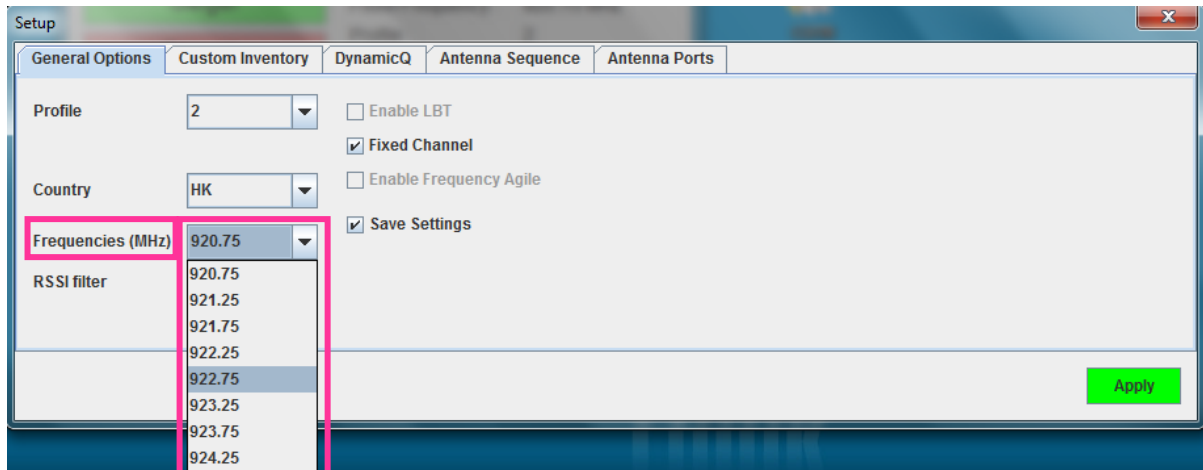 Setup
General Options Custom Inventory DynamicQ Antenna Sequence Antenna Ports
Profile 2 Enable LBT
Fixed Channel
Country HK Enable Frequency Agile
Save Settings
Frequencies (MHz) 920.75
RSSI filter
920.75
921.25
921.75
922.25
922.75
923.25
923.75
924.25
Apply